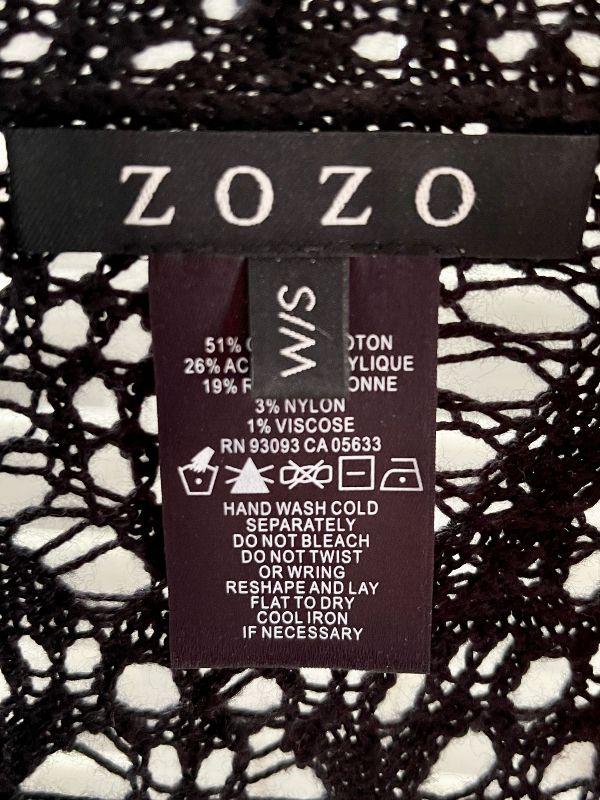 ZOZO
S/M
51% C OTON
26% AC YLIQUE
19% R ONNE
3% NYLON
1% VISCOSE
RN 93093 CA 05633
HAND WASH COLD
SEPARATELY
DO NOT BLEACH
DO NOT TWIST
OR WRING
RESHAPE AND LAY
FLAT TO DRY
COOL IRON
IF NECESSARY